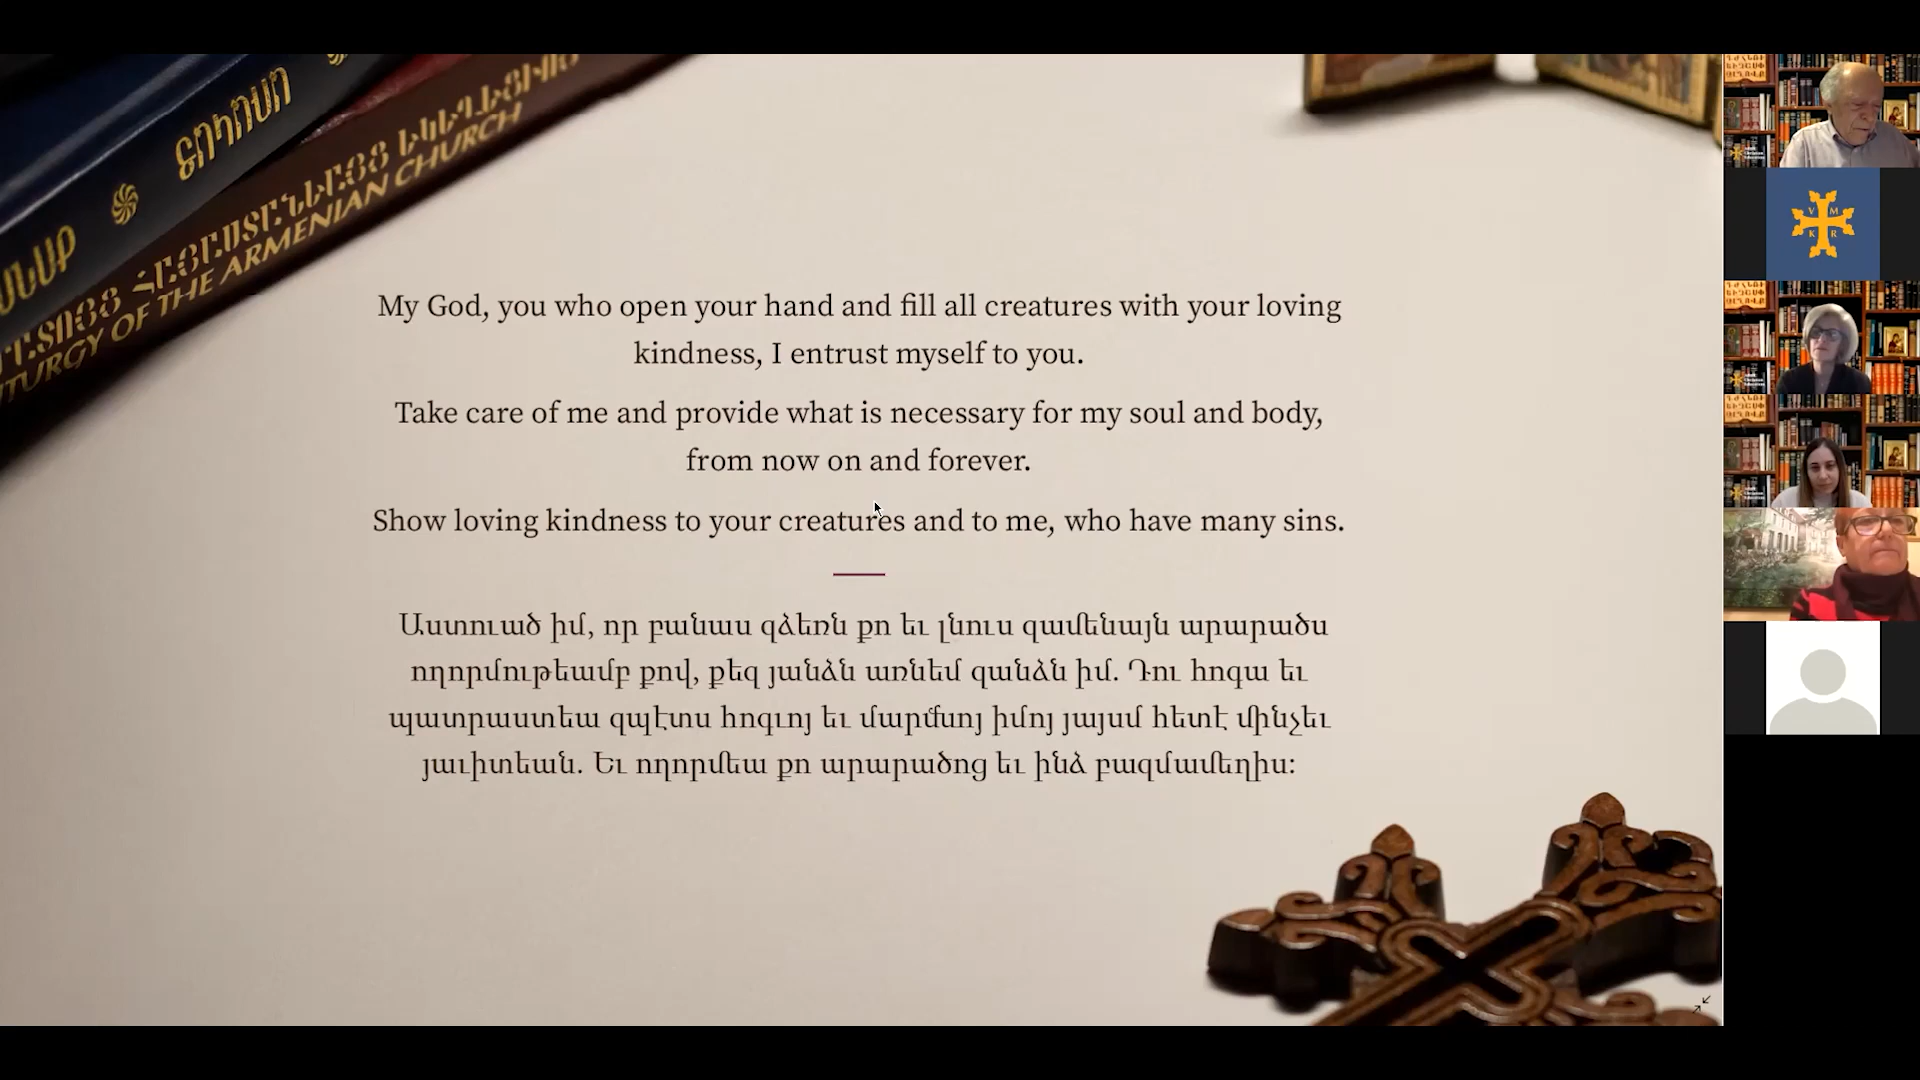 ՏՕՆԱՑՈՅՑ
LITURGY OF THE ARMENIAN CHURCH
My God, you who open your hand and fill all creatures with your loving
kindness, I entrust myself to you.
Take care of me and provide what is necessary for my soul and body,
from now on and forever.
Show loving kindness to your creatures and to me, who have many sins.
Աստուած իմ, որ բանաս զձեռն քո եւ լնուս զամենայն արարածս
ողորմութեամբ քով, քեզ յանձն առնեմ զանձն իմ. Դու հոգա եւ
պատրաստեա զպէտս հոգւոյ եւ մարմնոյ իմոյ յայսմ հետէ մինչեւ
յաւիտեան. Եւ ողորմեա քո արարածոց եւ ինձ բազմամեղիս:
V M
K R